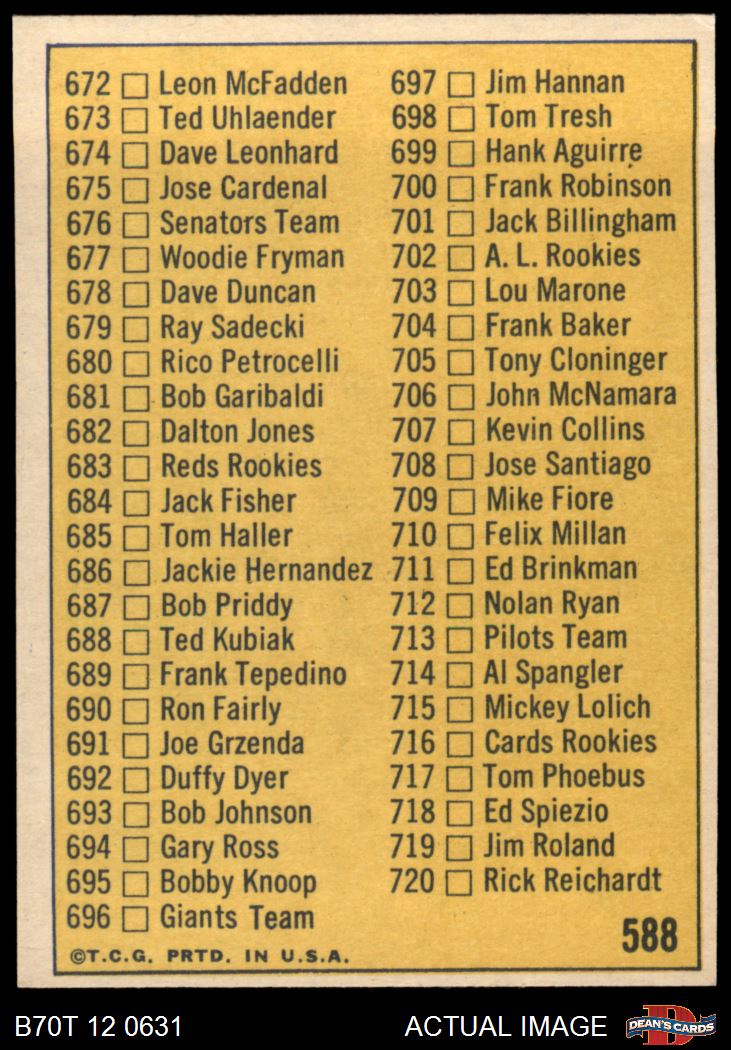 672 Leon McFadden
673 Ted Uhlaender
674 Dave Leonhard
675 Jose Cardenal
676 Senators Team
677 Woodie Fryman
678 Dave Duncan
679 Ray Sadecki
680 Rico Petrocelli
681 Bob Garibaldi
682 Dalton Jones
683 Reds Rookies
684 Jack Fisher
685 Tom Haller
686 Jackie Hernandez
687 Bob Priddy
688 Ted Kubiak
689 Frank Tepedino
690 Ron Fairly
691 Joe Grzenda
692 Duffy Dyer
693 Bob Johnson
694 Gary Ross
695 Bobby Knoop
696 Giants Team
697 Jim Hannan
698 Tom Tresh
699 Hank Aguirre
700 Frank Robinson
701 Jack Billingham
702 A. L. Rookies
703 Lou Marone
704 Frank Baker
705 Tony Cloninger
706 John McNamara
707 Kevin Collins
708 Jose Santiago
709 Mike Fiore
710 Felix Millan
711 Ed Brinkman
712 Nolan Ryan
713 Pilots Team
714 Al Spangler
715 Mickey Lolich
716 Cards Rookies
717 Tom Phoebus
718 Ed Spiezio
719 Jim Roland
720 Rick Reichardt
588
©T.C.G. PRTD. IN U.S.A.
B70T 12 0631
ACTUAL IMAGE
D
DEAN'S CARDS